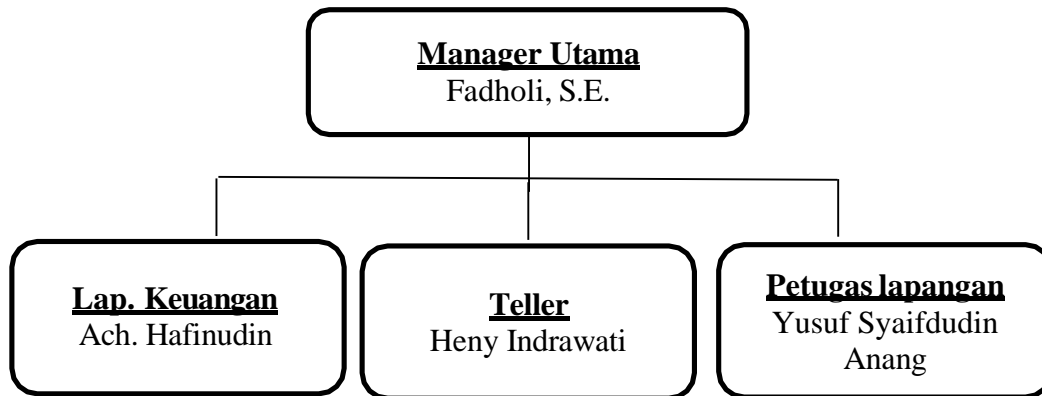 Manager Utama
Fadholi, S.E.
Lap. Keuangan
Ach. Hafinudin
Teller
Heny Indrawati
Petugas lapangan
Yusuf Syaifdudin
Anang